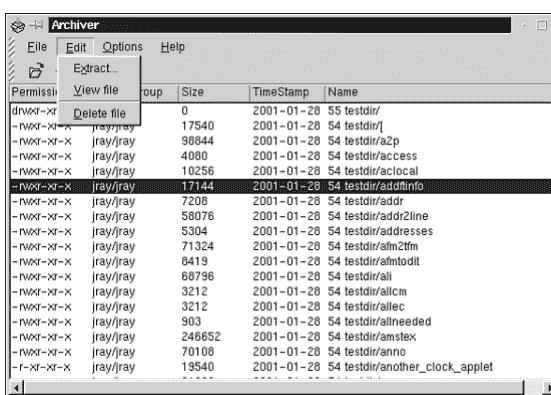 Archiver
File Edit Options Help
Extract...
View file
Delete file
Size TimeStamp Name
0 2001-01-28 55 testdir/
-rwxr-xr-x jray/jray 17540 2001-01-28 54 testdir/[
-rwxr-xr-x jray/jray 98844 2001-01-28 54 testdir/a2p
-rwxr-xr-x jray/jray 4080 2001-01-28 54 testdir/access
-rwxr-xr-x jray/jray 10256 2001-01-28 54 testdir/aclocal
-rwxr-xr-x jray/jray 17144 2001-01-28 54 testdir/addftinfo
-rwxr-xr-x jray/jray 7208 2001-01-28 54 testdir/addr
-rwxr-xr-x jray/jray 58076 2001-01-28 54 testdir/addr2line
-rwxr-xr-x jray/jray 5304 2001-01-28 54 testdir/addresses
-rwxr-xr-x jray/jray 71324 2001-01-28 54 testdir/afm2tfm
-rwxr-xr-x jray/jray 8419 2001-01-28 54 testdir/afmtodit
-rwxr-xr-x jray/jray 68796 2001-01-28 54 testdir/ali
-rwxr-xr-x jray/jray 3212 2001-01-28 54 testdir/allcm
-rwxr-xr-x jray/jray 3212 2001-01-28 54 testdir/allec
-rwxr-xr-x jray/jray 903 2001-01-28 54 testdir/allneeded
-rwxr-xr-x jray/jray 246652 2001-01-28 54 testdir/amstex
-rwxr-xr-x jray/jray 70108 2001-01-28 54 testdir/anno
-r-xr-xr-x jray/jray 19540 2001-01-28 54 testdir/another_clock_applet